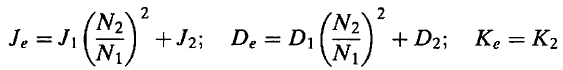 J_e = J_1 (N_2/N_1)^2 + J_2; D_e = D_1 (N_2/N_1)^2 + D_2; K_e = K_2